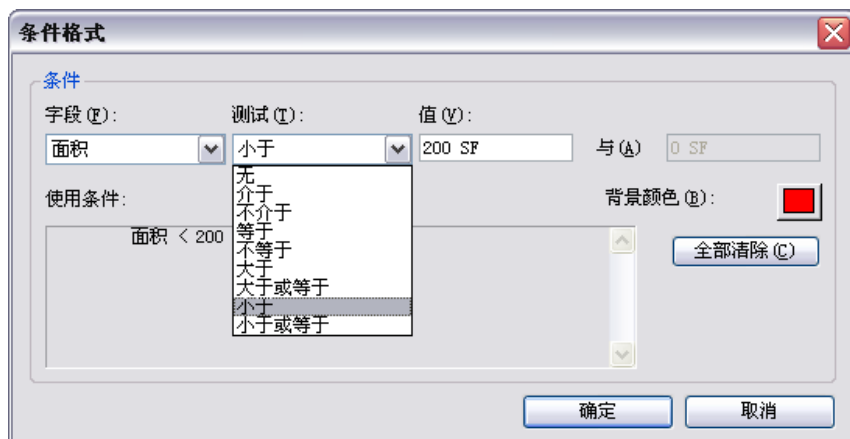 条件格式
条件
字段(F):
测试(T):
值(V):
面积
小于
200 SF
与(A)
0 SF
使用条件:
背景颜色(B):
无
介于
不介于
等于
不等于
大于
大于或等于
小于
小于或等于
面积 < 200
全部清除(C)
确定
取消